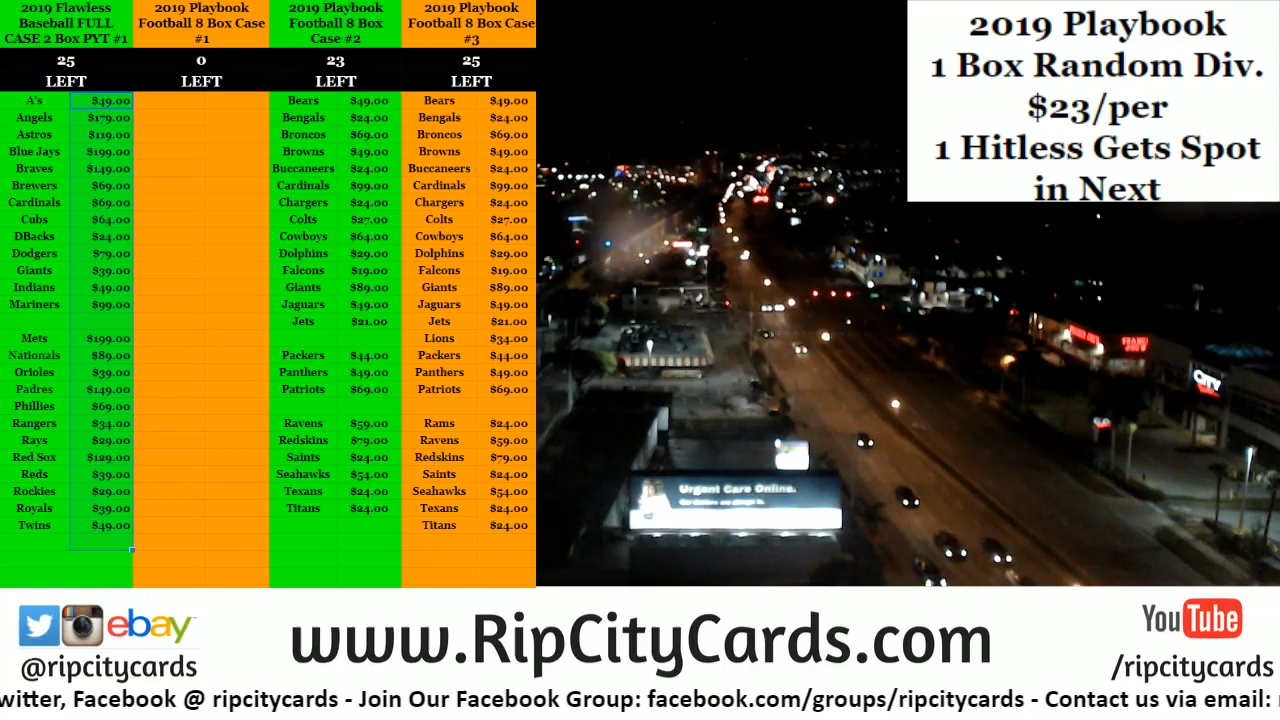 2019 Flawless
Baseball FULL
CASE 2 Box PYT #1
25
LEFT
A's $49.00
Angels $179.00
Astros $119.00
Blue Jays $199.00
Braves $149.00
Brewers $69.00
Cardinals $69.00
Cubs $64.00
DBacks $24.00
Dodgers $79.00
Giants $39.00
Indians $49.00
Mariners $99.00
Mets $199.00
Nationals $89.00
Orioles $39.00
Padres $149.00
Phillies $69.00
Rangers $34.00
Rays $29.00
Red Sox $129.00
Reds $39.00
Rockies $29.00
Royals $39.00
Twins $49.00
2019 Playbook
Football 8 Box Case
#1
0
LEFT
2019 Playbook
Football 8 Box
Case #2
23
LEFT
Bears $49.00
Bengals $24.00
Broncos $69.00
Browns $49.00
Buccaneers $24.00
Cardinals $99.00
Chargers $24.00
Colts $27.00
Cowboys $64.00
Dolphins $29.00
Falcons $19.00
Giants $89.00
Jaguars $49.00
Jets $21.00
Packers $44.00
Panthers $49.00
Patriots $69.00
Ravens $59.00
Redskins $79.00
Saints $24.00
Seahawks $54.00
Texans $24.00
Titans $24.00
2019 Playbook
Football 8 Box Case
#3
25
LEFT
Bears $49.00
Bengals $24.00
Broncos $69.00
Browns $49.00
Buccaneers $24.00
Cardinals $99.00
Chargers $24.00
Colts $27.00
Cowboys $64.00
Dolphins $29.00
Falcons $19.00
Giants $89.00
Jaguars $49.00
Jets $21.00
Lions $34.00
Packers $44.00
Panthers $49.00
Patriots $69.00
Rams $24.00
Ravens $59.00
Redskins $79.00
Saints $24.00
Seahawks $54.00
Texans $24.00
Titans $24.00
2019 Playbook
1 Box Random Div.
$23/per
1 Hitless Gets Spot
in Next
Urgent Care Online.
CITY
ebay
@ripcitycards
www.RipCityCards.com
YouTube
/ripcitycards
witter, Facebook @ ripcitycards - Join Our Facebook Group: facebook.com/groups/ripcitycards - Contact us via email: